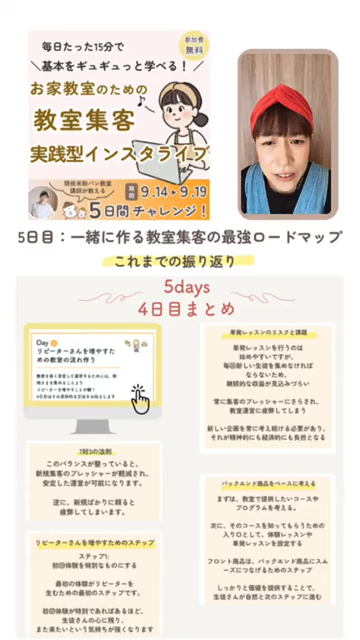 毎日たった15分で
＼基本をギュギュっと学べる！／
参加費
無料
お家教室のための
教室集客
実践型インスタライブ
現役米粉パン教室
講師が教える
期間
9.14▶9.19
5日間チャレンジ！
5日目：一緒に作る教室集客の最強ロードマップ
これまでの振り返り
5days
4日目まとめ
Day
リピーターさんを増やすた
めの教室の流れ作り
7対3の法則
このバランスが整っていると、
新規集客のプレッシャーが軽減され、
安定した運営が可能になります。
逆に、新規ばかりに頼ると
疲弊してしまいます。
リピーターを増やすためのステップ
ステップ1:
初回体験を特別なものにする
最初の体験がリピーターを
生むための最初のステップです。
初回体験が特別であればあるほど、
生徒さんの心に残り、
また来たいという気持ちが強くなります
単発レッスンのリスクと課題
単発レッスンを行うのは
始めやすいですが、
毎回新しい生徒を集めなければ
ならないため、
継続的な収益が見込みづらい
常に集客のプレッシャーにさらされ、
教室運営に疲弊してしまう
新しい企画を常に考え続ける必要があり、
それが精神的にも経済的にも負担となる
バックエンド商品をベースに考える
まずは、教室で提供したいコースや
プログラムを考える。
次に、そのコースを知ってもらうための
入り口として、体験レッスンや
単発レッスンを設定する
フロント商品は、バックエンド商品にスム
ーズにつなげるためのステップ
しっかりと価値を提供することで、
生徒さんが自然と次のステップに進む